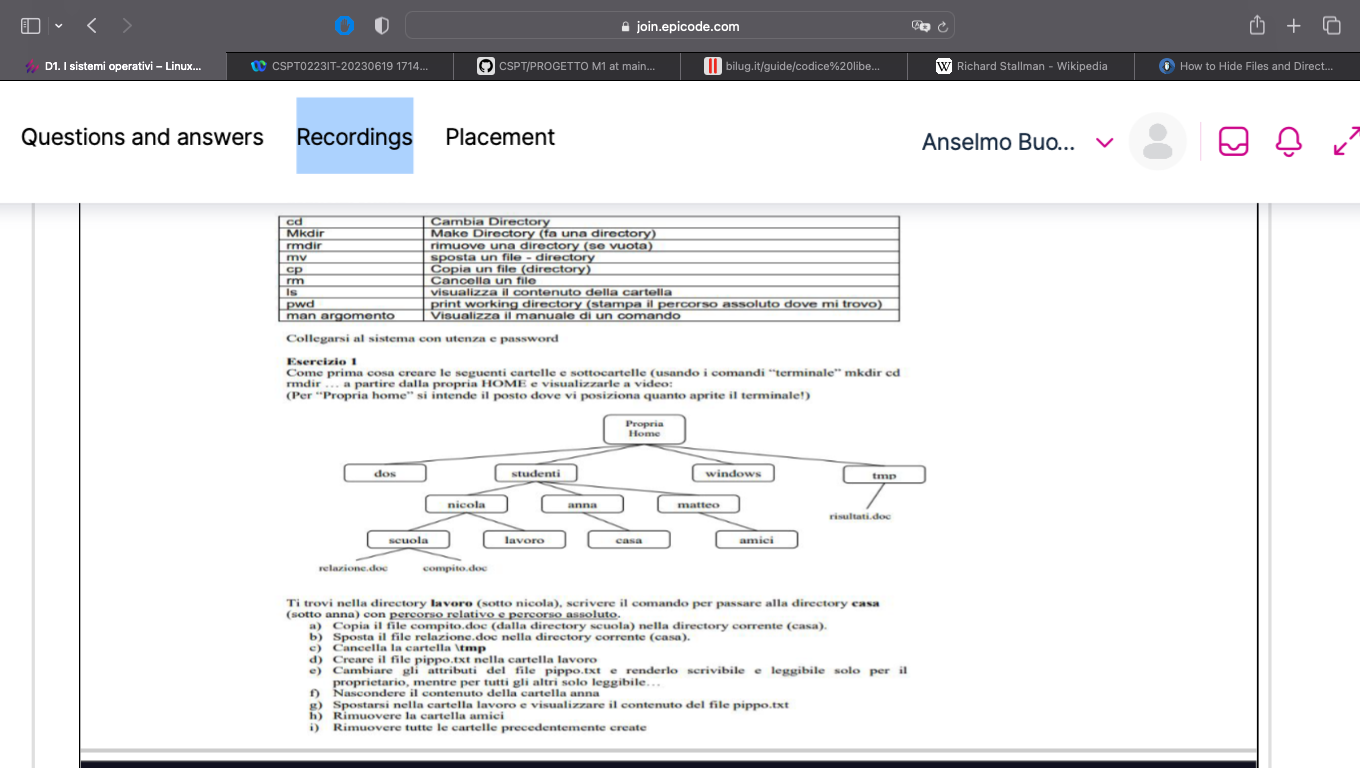 join.epicode.com
D1. I sistemi operativi – Linux...
CSPT0223IT-20230619 1714...
CSPT/PROGETTO M1 at main...
bilug.it/guide/codice%20libe...
Richard Stallman - Wikipedia
How to Hide Files and Direct...
Questions and answers
Recordings
Placement
Anselmo Buo...
cd Cambia Directory
Mkdir Make Directory (fa una directory)
rmdir rimuove una directory (se vuota)
mv sposta un file - directory
cp Copia un file (directory)
rm Cancella un file
ls visualizza il contenuto della cartella
pwd print working directory (stampa il percorso assoluto dove mi trovo)
man argomento Visualizza il manuale di un comando
Collegarsi al sistema con utenza e password
Esercizio 1
Come prima cosa creare le seguenti cartelle e sottocartelle (usando i comandi “terminale” mkdir cd
rmdir … a partire dalla propria HOME e visualizzarle a video:
(Per “Propria home” si intende il posto dove vi posiziona quanto aprite il terminale!)
Propria
Home
dos studenti windows tmp
nicola anna matteo
risultati.doc
scuola lavoro casa amici
relazione.doc compito.doc
Ti trovi nella directory lavoro (sotto nicola), scrivere il comando per passare alla directory casa
(sotto anna) con percorso relativo e percorso assoluto.
a) Copia il file compito.doc (dalla directory scuola) nella directory corrente (casa).
b) Sposta il file relazione.doc nella directory corrente (casa).
c) Cancella la cartella \tmp
d) Creare il file pippo.txt nella cartella lavoro
e) Cambiare gli attributi del file pippo.txt e renderlo scrivibile e leggibile solo per il
proprietario, mentre per tutti gli altri solo leggibile…
f) Nascondere il contenuto della cartella anna
g) Spostarsi nella cartella lavoro e visualizzare il contenuto del file pippo.txt
h) Rimuovere la cartella amici
i) Rimuovere tutte le cartelle precedentemente create